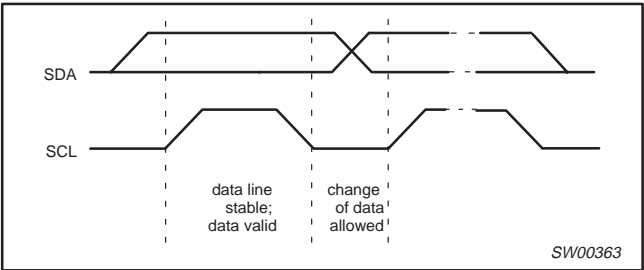 SDA
SCL
data line
stable;
data valid
change
of data
allowed
SW00363